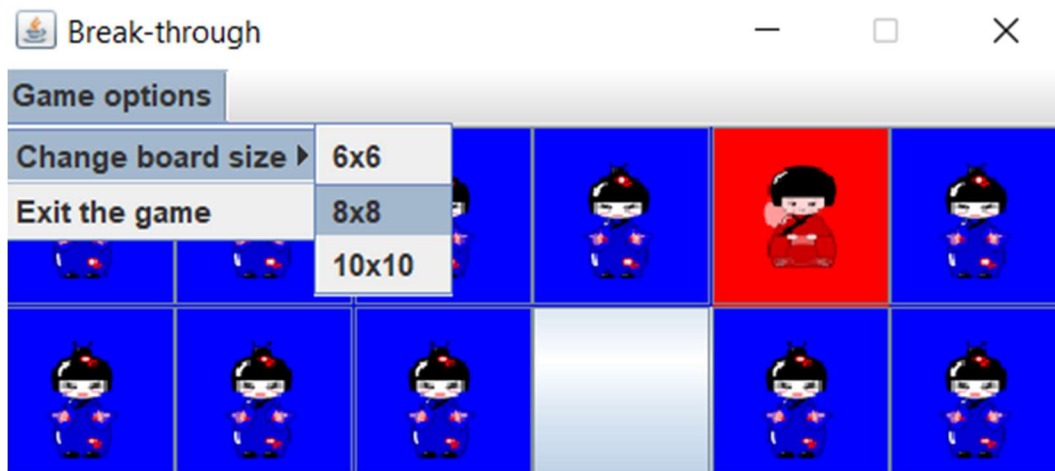 Break-through
Game options
Change board size
Exit the game
6x6
8x8
10x10